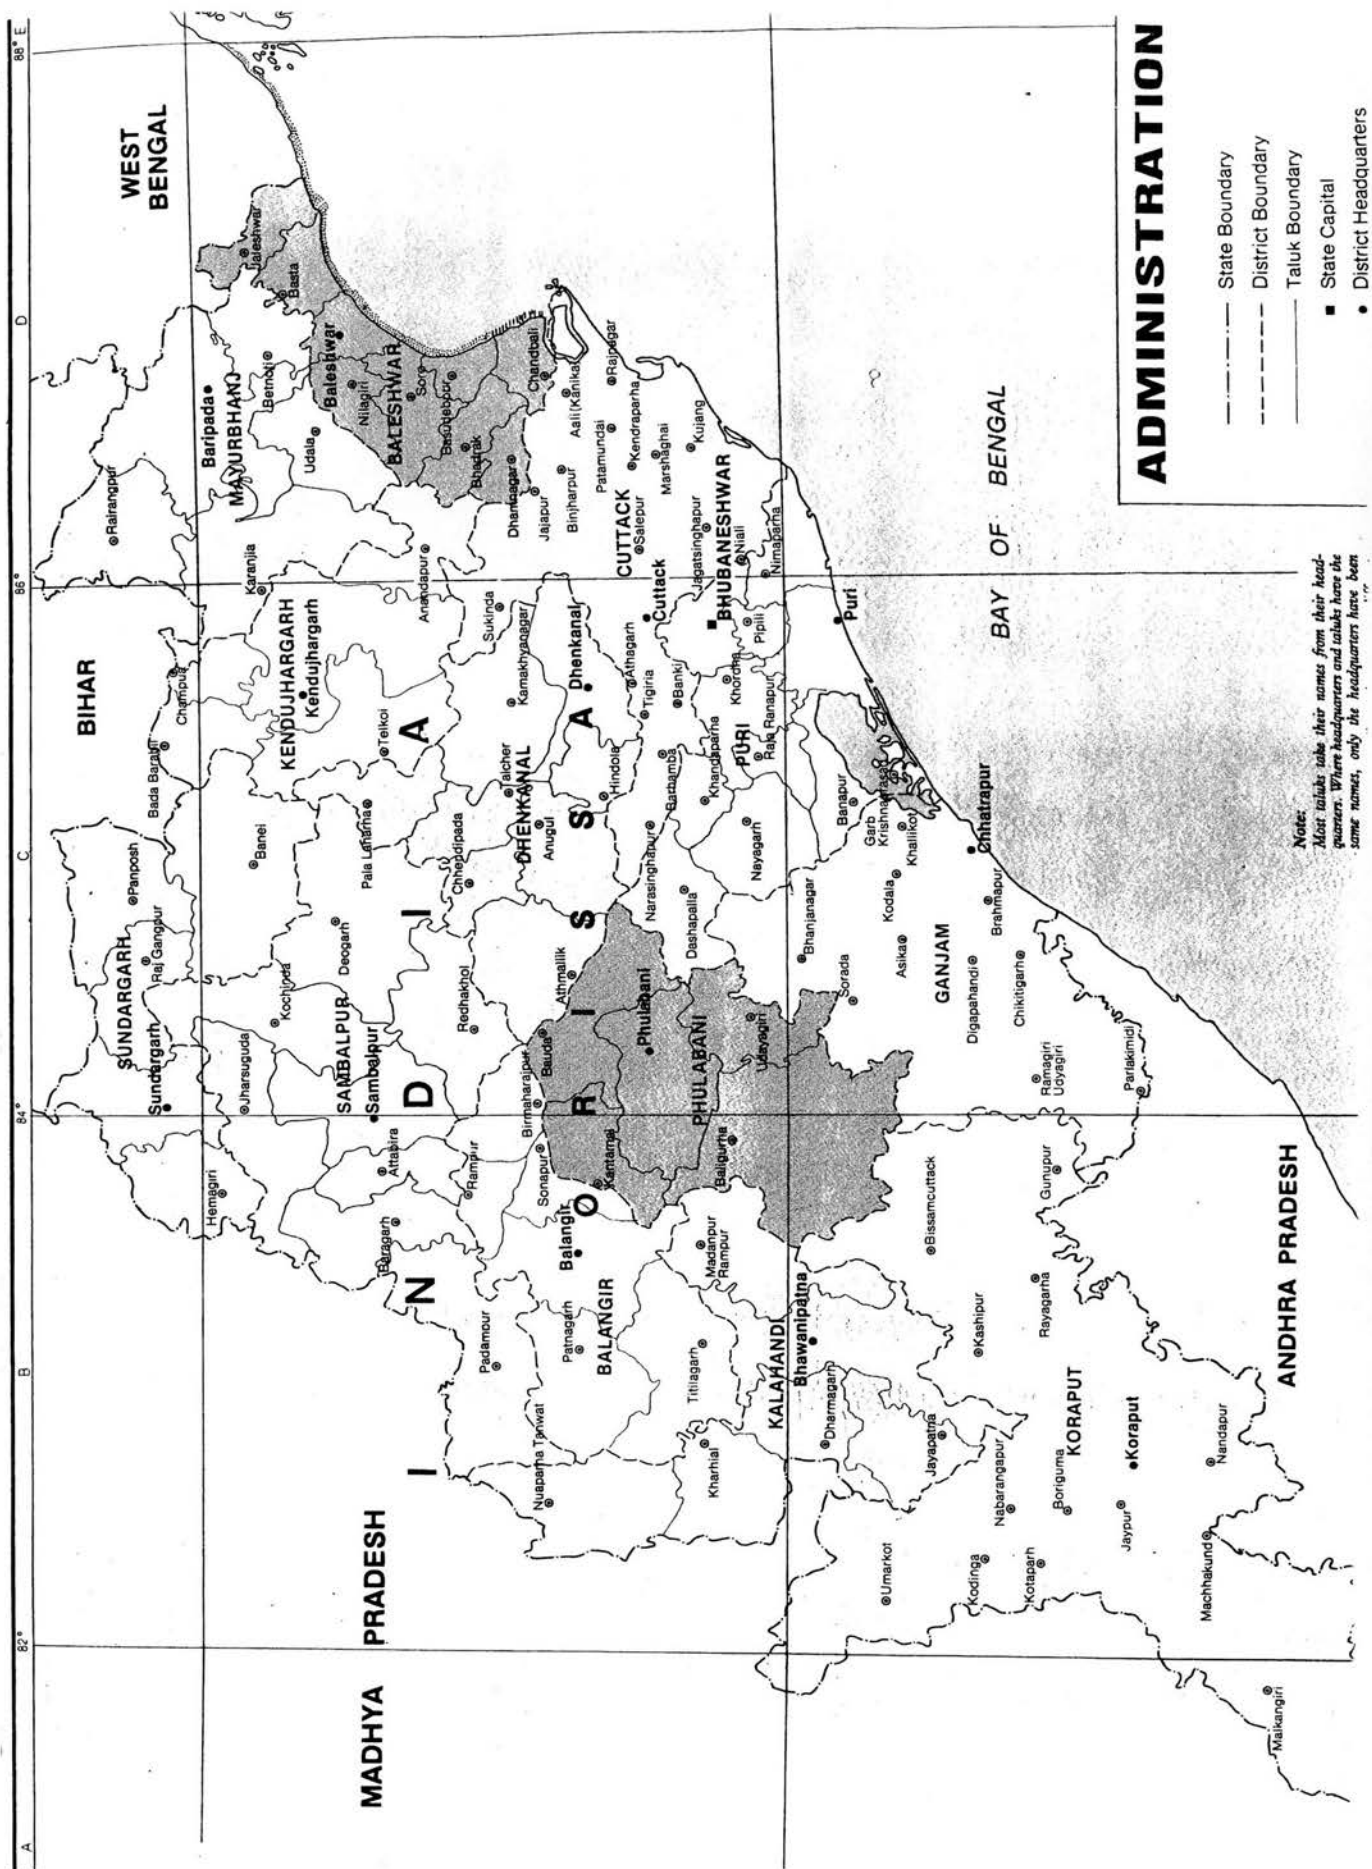 A
B
C
D
82°
84°
86°
88° E
WEST
BENGAL
BIHAR
MADHYA PRADESH
ANDHRA PRADESH
BAY OF BENGAL
INDIA
ORISSA
Rairangpur
Baripada
MAYURBHANJ
Betnoti
Udala
Karanjia
Jaleshwar
Basta
Baleshwar
BALESHWAR
Nilagiri
Soro
Basudebpur
Bhadrak
Chandbali
Dhamnagar
Aali(Kanika)
Rajnagar
Jajapur
Binjharpur
Patamundai
Kendraparha
Marshaghai
Kujang
CUTTACK
Salepur
Jagatsinghapur
Niali
Nimaparha
Cuttack
BHUBANESHWAR
Champua
Bada Barabil
KENDUJHARGARH
Kendujhargarh
Telkoi
Anandapur
Sukinda
Kamakhyanagar
Dhenkanal
Athagarh
Tigiria
Banki
Khordha
Pipili
Puri
PURI
Raja Ranapur
Khandaparha
Barhamba
Hindola
Talcher
DHENKANAL
Anugul
Chhendipada
Pala Laharha
Banei
Panposh
SUNDARGARH
Raj Gangpur
Sundargarh
Hemagiri
Kochinda
Jharsuguda
Deogarh
SAMBALPUR
Sambalpur
Redhakhol
Attabira
Baragarh
Rampur
Padampur
Athmallik
Narasinghapur
Dashapalla
Nayagarh
Banapur
Garb
Krishnaprasad
Khallikot
Chhatrapur
Kodala
Bhanjanagar
Brahmapur
Asika
Sorada
GANJAM
Digapahandi
Chikitigarh
Ramagiri
Udyagiri
Parlakimidi
Birmaharajpur
Bauda
Phulabani
PHULABANI
Udayagiri
Baligurha
Kantamal
Sonapur
Balangir
BALANGIR
Patnagarh
Titilagarh
Madanpur
Rampur
Nuaparha Tanwat
Kharhial
KALAHANDI
Bhawanipatna
Dharmagarh
Jayapatna
Bissamcuttack
Gunupur
Kashipur
Rayagarha
KORAPUT
Koraput
Nabarangapur
Boriguma
Nandapur
Jaypur
Umarkot
Kodinga
Kotaparh
Machhakund
Malkangiri
ADMINISTRATION
State Boundary
District Boundary
Taluk Boundary
State Capital
District Headquarters
Note:
Most taluks take their names from their head-
quarters. Where headquarters and taluks have the
same names, only the headquarters have been